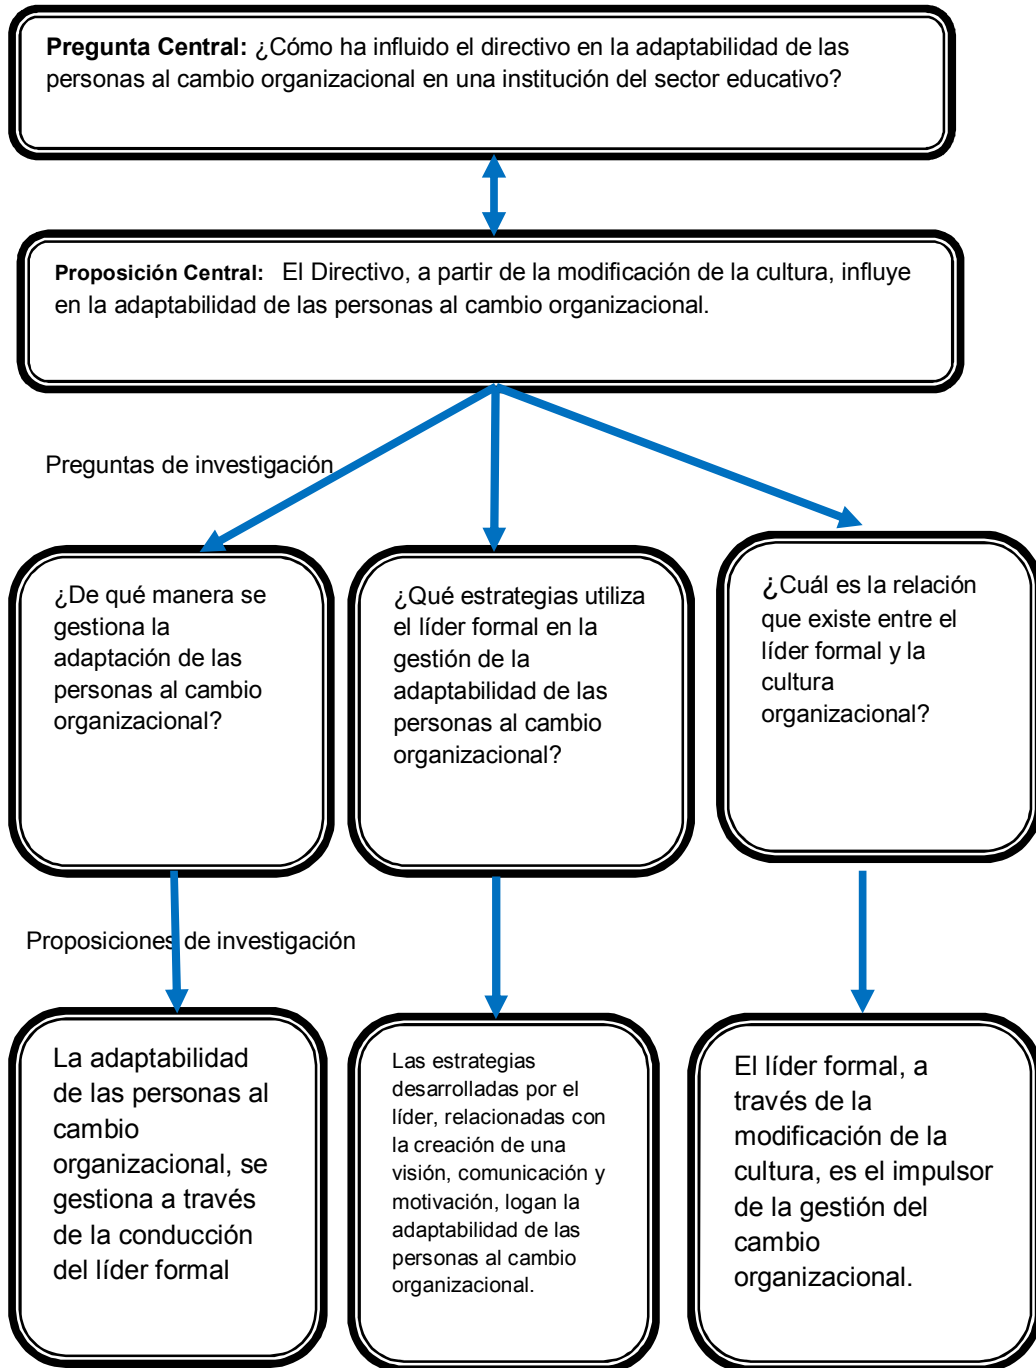 Pregunta Central: ¿Cómo ha influido el directivo en la adaptabilidad de las
personas al cambio organizacional en una institución del sector educativo?
Proposición Central: El Directivo, a partir de la modificación de la cultura, influye
en la adaptabilidad de las personas al cambio organizacional.
Preguntas de investigación
¿De qué manera se
gestiona la
adaptación de las
personas al cambio
organizacional?
¿Qué estrategias utiliza
el líder formal en la
gestión de la
adaptabilidad de las
personas al cambio
organizacional?
¿Cuál es la relación
que existe entre el
líder formal y la
cultura
organizacional?
Proposiciones de investigación
La adaptabilidad
de las personas al
cambio
organizacional, se
gestiona a través
de la conducción
del líder formal
Las estrategias
desarrolladas por el
líder, relacionadas con
la creación de una
visión, comunicación y
motivación, logan la
adaptabilidad de las
personas al cambio
organizacional.
El líder formal, a
través de la
modificación de la
cultura, es el impulsor
de la gestión del
cambio
organizacional.